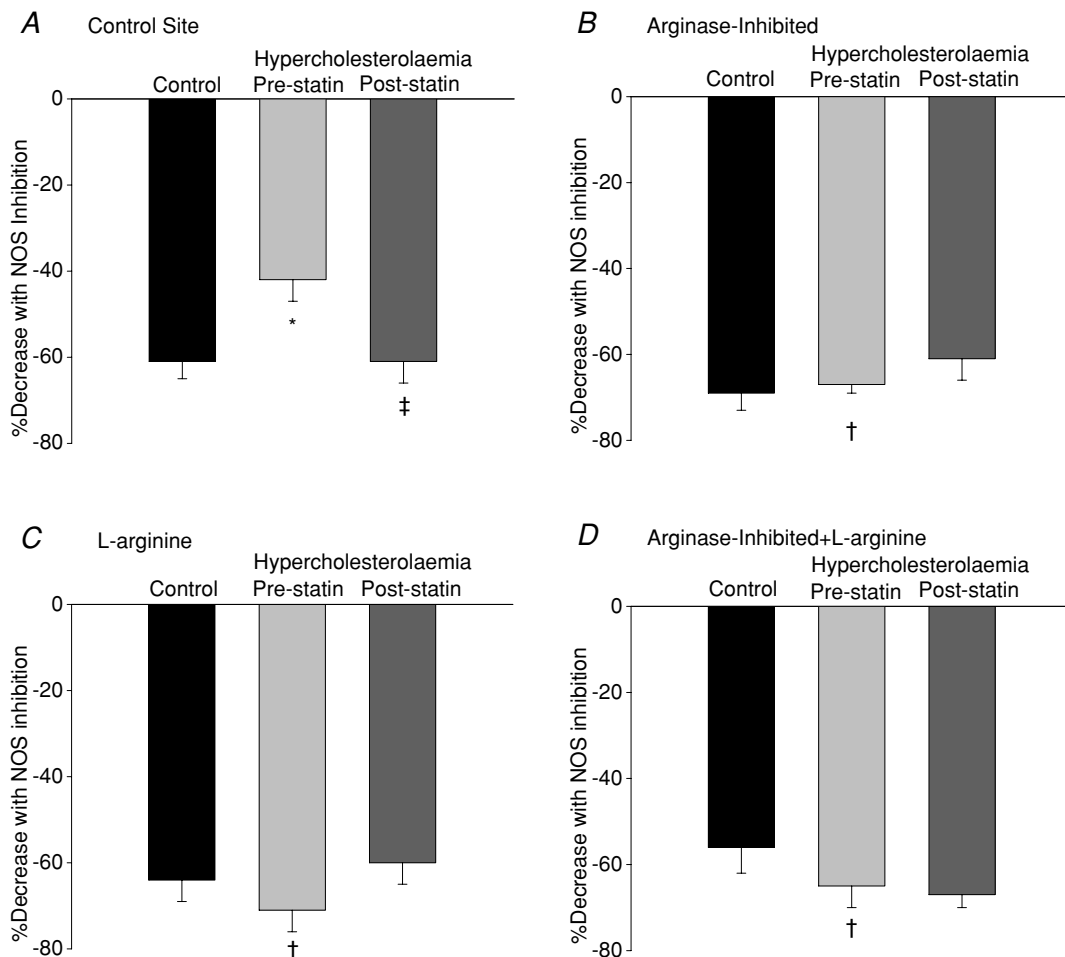 A Control Site
Hypercholesterolaemia
Control Pre-statin Post-statin
0
-20
-40
-60
-80
%Decrease with NOS Inhibition
*
‡
B Arginase-Inhibited
Hypercholesterolaemia
Control Pre-statin Post-statin
0
-20
-40
-60
-80
%Decrease with NOS inhibition
†
C L-arginine
Hypercholesterolaemia
Control Pre-statin Post-statin
0
-20
-40
-60
-80
%Decrease with NOS inhibition
†
D Arginase-Inhibited+L-arginine
Hypercholesterolaemia
Control Pre-statin Post-statin
0
-20
-40
-60
-80
%Decrease with NOS inhibition
†